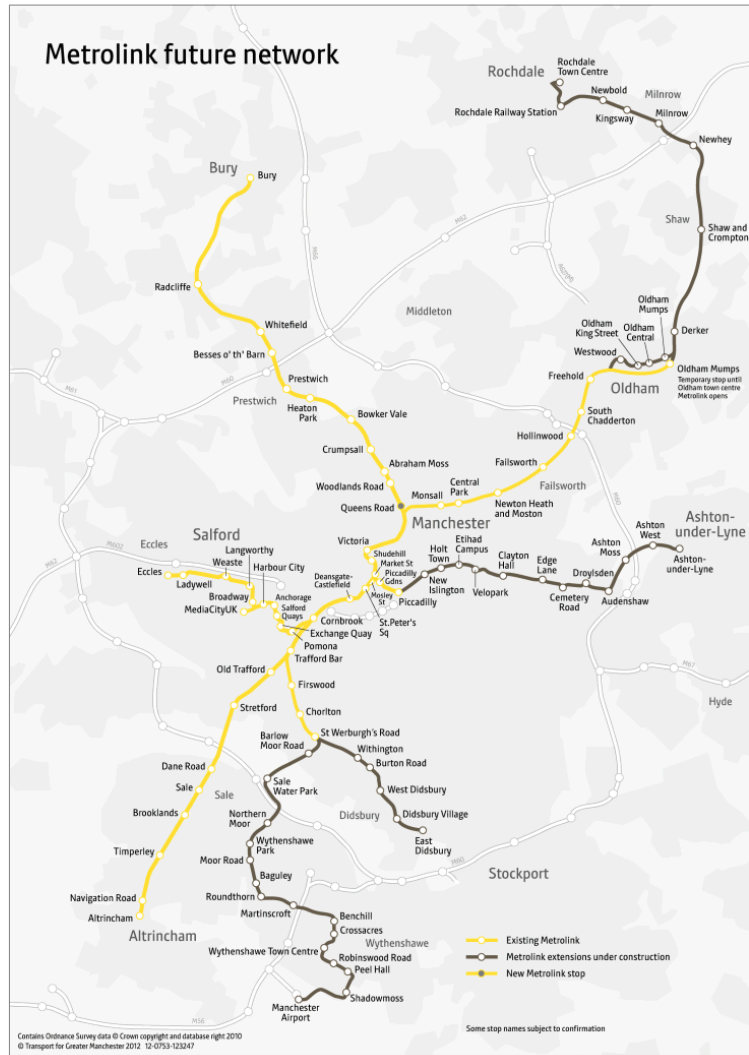 Metrolink future network
Rochdale
Rochdale
Town Centre
Newbold
Milnrow
Rochdale Railway Station
Kingsway
Milnrow
Newhey
Bury
Bury
M66
M62
Shaw
Shaw and
Crompton
A627(M)
Radcliffe
Middleton
Oldham
Mumps
Oldham
Central
Oldham
King Street
Whitefield
Derker
Besses o' th' Barn
Westwood
Oldham Mumps
Temporary stop until
Oldham town centre
Metrolink opens
Freehold
Oldham
M61
M60
Prestwich
Prestwich
Heaton
Park
Bowker Vale
South
Chadderton
Hollinwood
Crumpsall
Abraham Moss
Failsworth
Failsworth
Woodlands Road
Central
Park
Monsall
Newton Heath
and Moston
Queens Road
M60
Manchester
Ashton-
under-Lyne
Salford
Eccles
M602
M62
Langworthy
Weaste
Harbour City
Victoria
Shudehill
Market St
Piccadilly
Gdns
Holt
Town
Etihad
Campus
Clayton
Hall
Edge
Lane
Droylsden
Ashton
Moss
Ashton
West
Ashton-
under-Lyne
Eccles
Ladywell
Broadway
MediaCityUK
Anchorage
Salford
Quays
Deansgate-
Castlefield
Mosley
St
Piccadilly
New
Islington
Velopark
Cemetery
Road
Audenshaw
Cornbrook
St.Peter's
Sq
Exchange Quay
Pomona
Trafford Bar
M67
Old Trafford
Firswood
Hyde
Stretford
Chorlton
St Werburgh's Road
Barlow
Moor Road
Withington
Burton Road
Dane Road
Sale
Water Park
West Didsbury
Sale
Sale
Didsbury
Didsbury Village
Brooklands
Northern
Moor
East
Didsbury
Timperley
Wythenshawe
Park
Moor Road
M60
Stockport
Baguley
Navigation Road
Roundthorn
Altrincham
Martinscroft
Altrincham
Benchill
Crossacres
Wythenshawe
Wythenshawe Town Centre
Robinswood Road
Peel Hall
Shadowmoss
Manchester
Airport
M56
Existing Metrolink
Metrolink extensions under construction
New Metrolink stop
Some stop names subject to confirmation
Contains Ordnance Survey data © Crown copyright and database right 2010
© Transport for Greater Manchester 2012 12-0753-123247